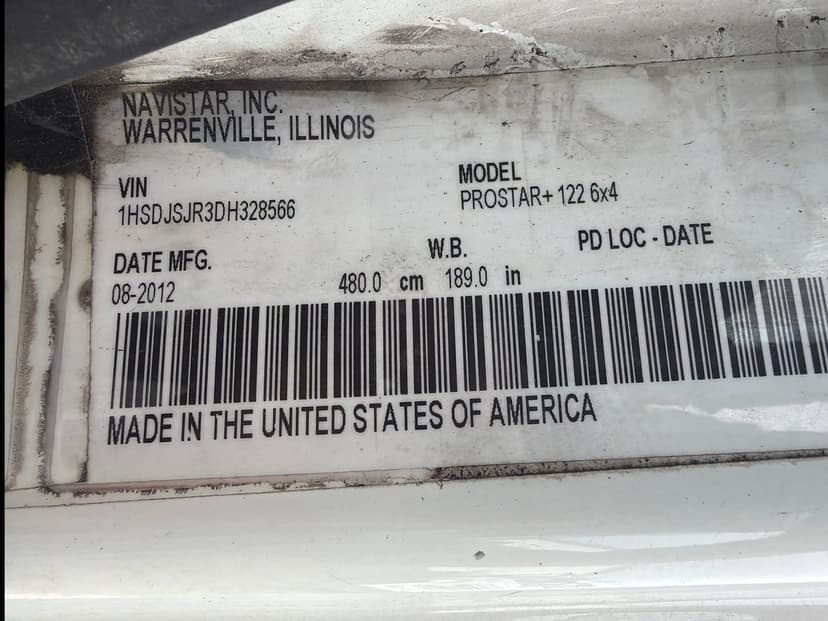 NAVISTAR, INC.
WARRENVILLE, ILLINOIS
VIN
1HSDJSJR3DH328566
MODEL
PROSTAR+ 122 6x4
DATE MFG.
08-2012
W.B.
480.0 cm 189.0 in
PD LOC - DATE
MADE IN THE UNITED STATES OF AMERICA